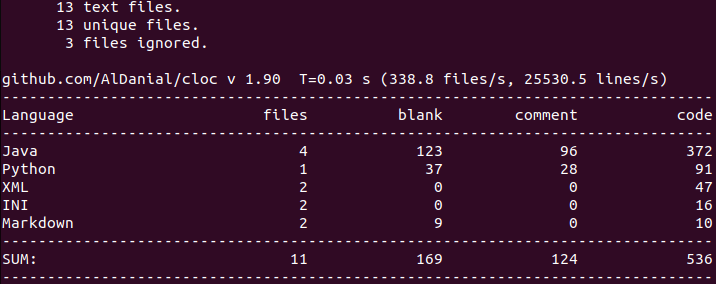 13 text files.
13 unique files.
3 files ignored.
github.com/AlDanial/cloc v 1.90  T=0.03 s (338.8 files/s, 25530.5 lines/s)
-------------------------------------------------------------------------------
Language                     files          blank        comment           code
-------------------------------------------------------------------------------
Java                             4            123             96            372
Python                           1             37             28             91
XML                              2              0              0             47
INI                              2              0              0             16
Markdown                         2              9              0             10
-------------------------------------------------------------------------------
SUM:                            11            169            124            536
-------------------------------------------------------------------------------